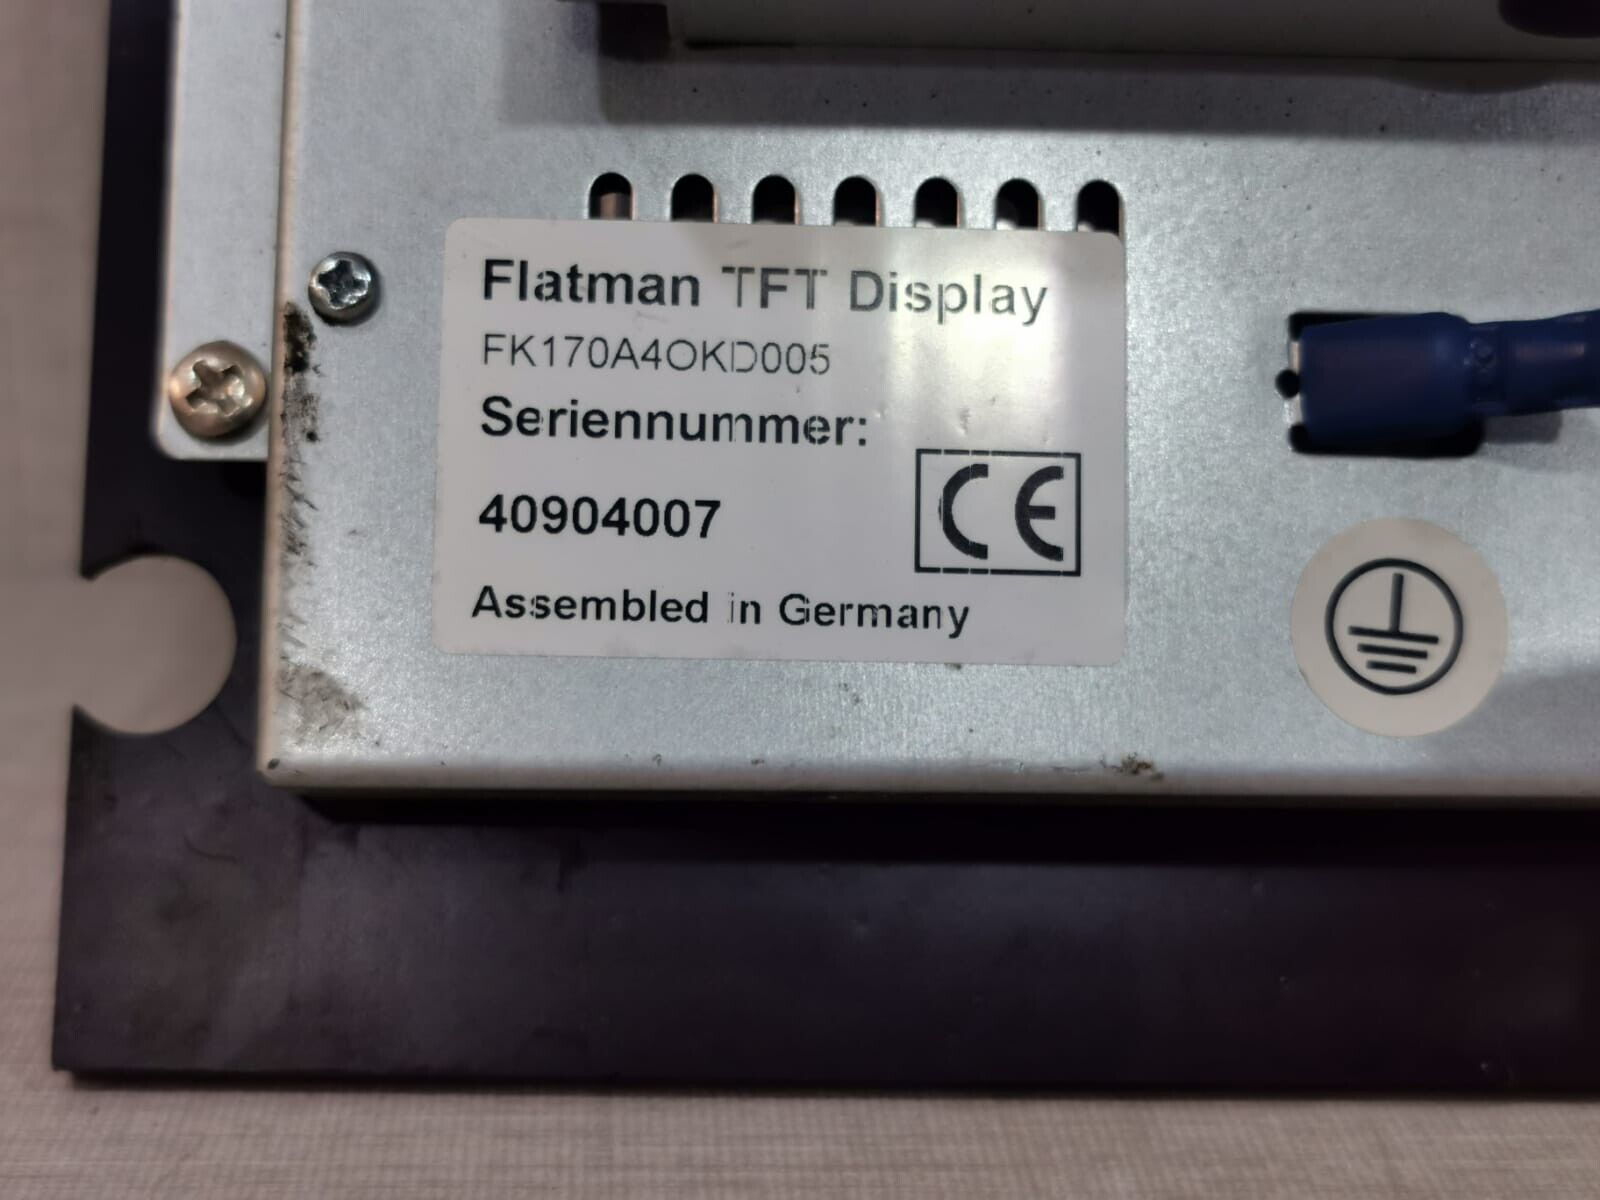 Flatman TFT Display
FK170A4OKD005
Seriennummer:
40904007
CE
Assembled in Germany